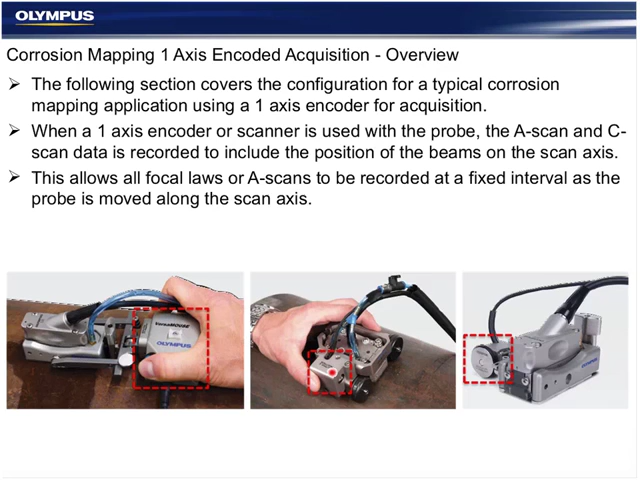 OLYMPUS
Corrosion Mapping 1 Axis Encoded Acquisition - Overview
The following section covers the configuration for a typical corrosion
mapping application using a 1 axis encoder for acquisition.
When a 1 axis encoder or scanner is used with the probe, the A-scan and C-
scan data is recorded to include the position of the beams on the scan axis.
This allows all focal laws or A-scans to be recorded at a fixed interval as the
probe is moved along the scan axis.
VersaMOUSE
OLYMPUS